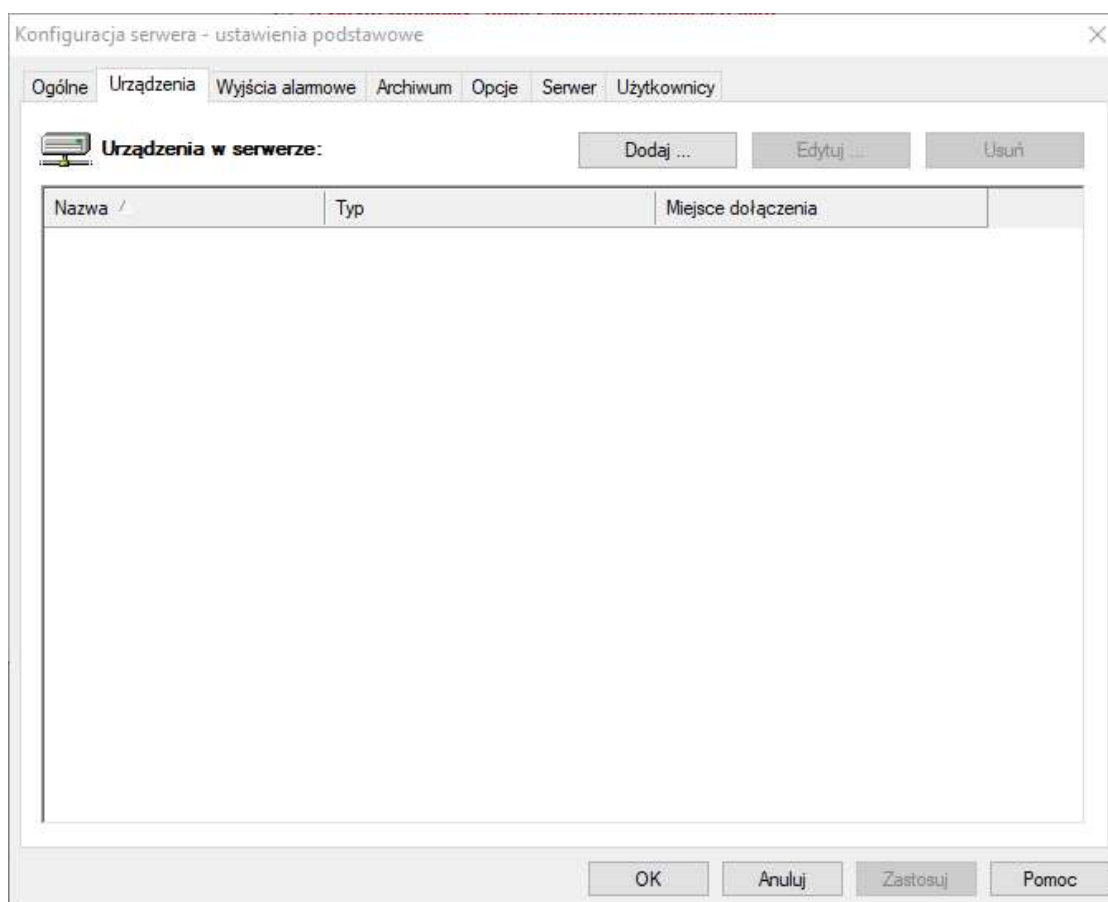 Konfiguracja serwera - ustawienia podstawowe
Ogólne Urządzenia Wyjścia alarmowe Archiwum Opcje Serwer Użytkownicy
Urządzenia w serwerze: Dodaj ... Edytuj ... Usuń
Nazwa Typ Miejsce dołączenia
OK Anuluj Zastosuj Pomoc